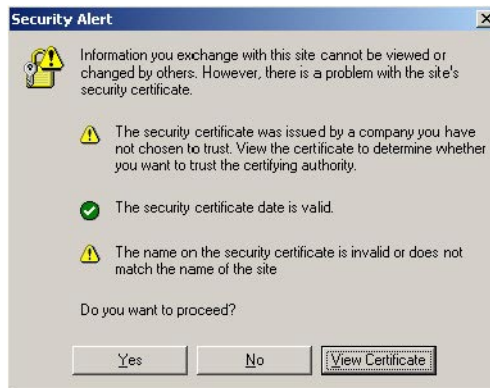 Security Alert
Information you exchange with this site cannot be viewed or
changed by others. However, there is a problem with the site's
security certificate.
The security certificate was issued by a company you have
not chosen to trust. View the certificate to determine whether
you want to trust the certifying authority.
The security certificate date is valid.
The name on the security certificate is invalid or does not
match the name of the site
Do you want to proceed?
Yes No View Certificate